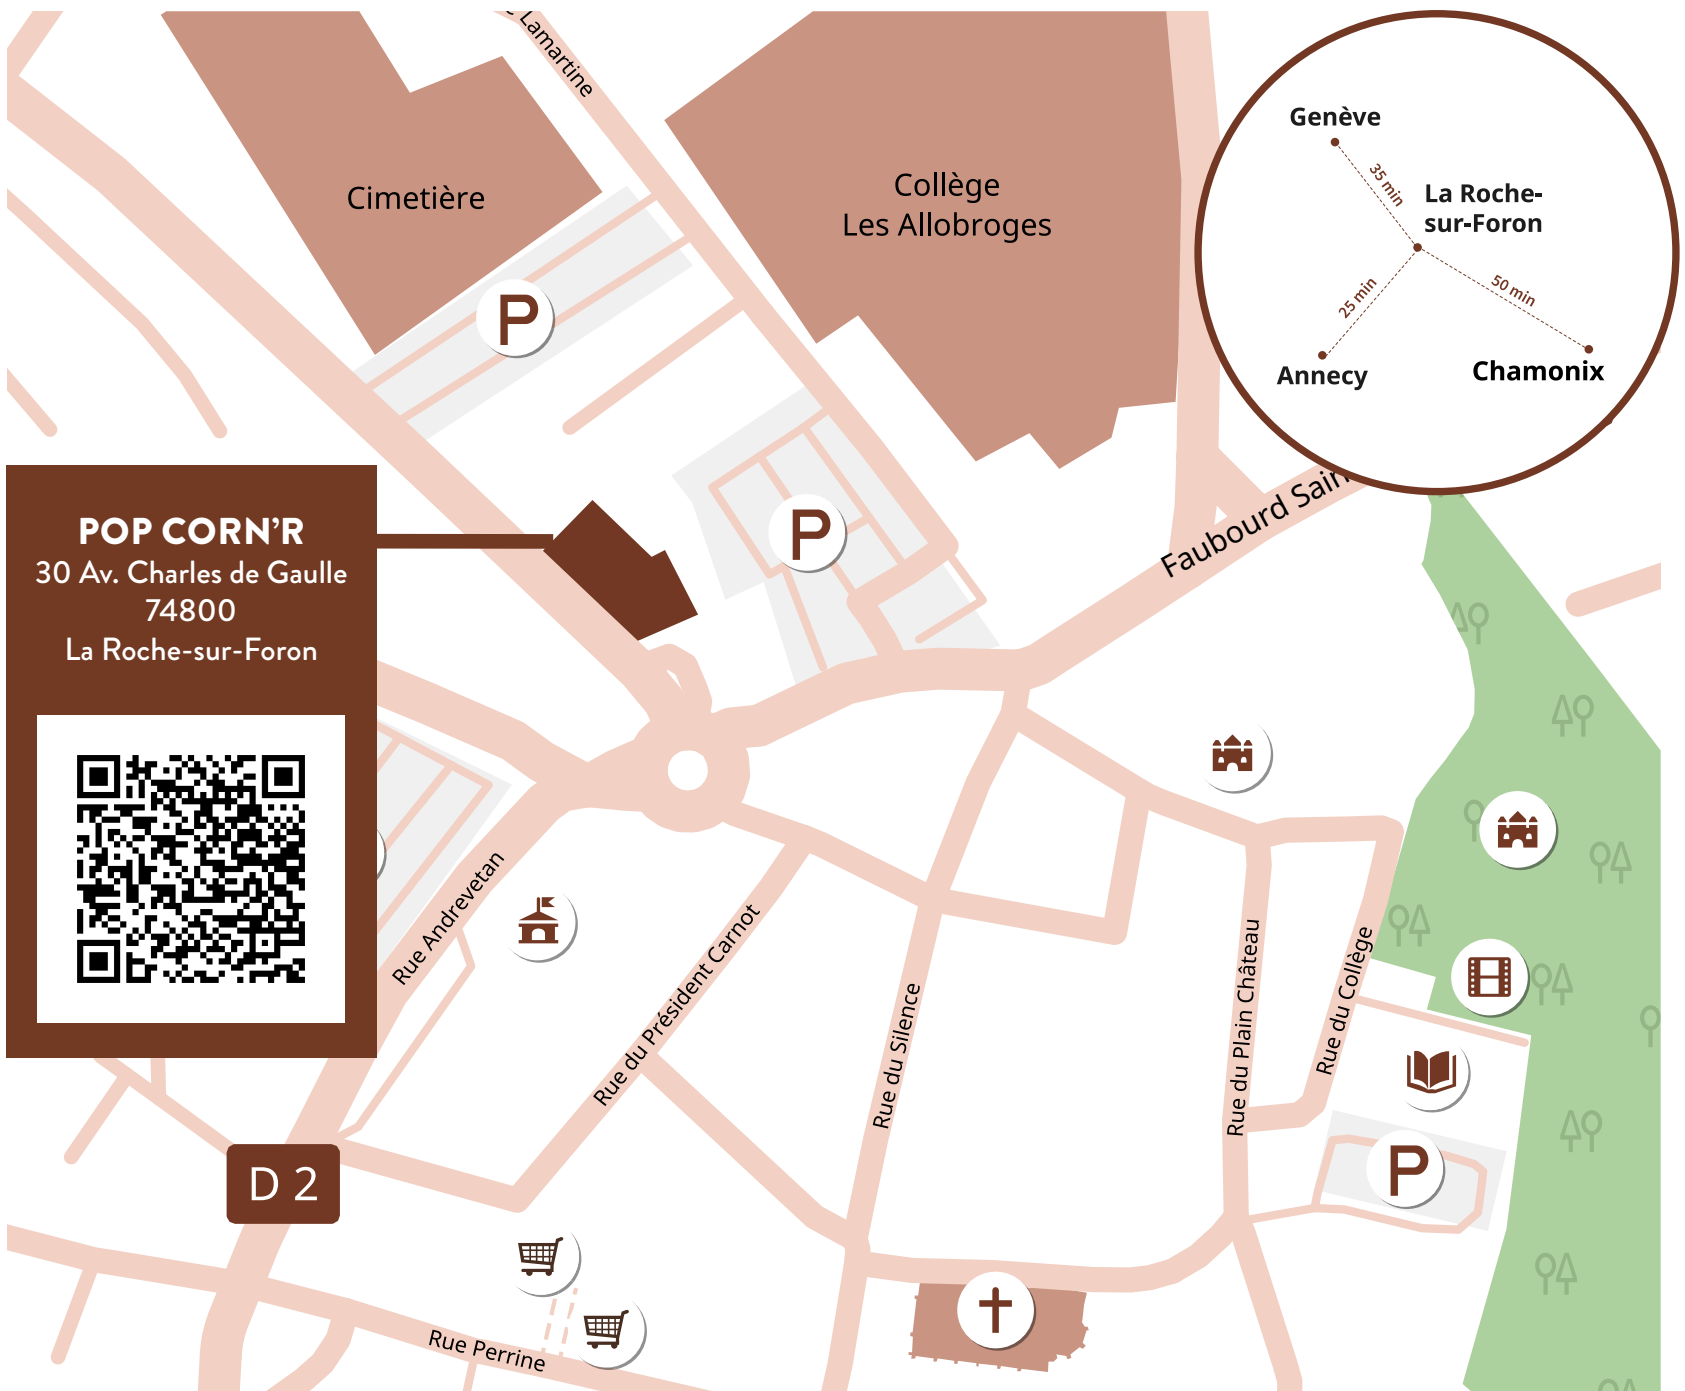 Lamartine
Cimetière
Collège
Les Allobroges
Genève
35 min
La Roche-
sur-Foron
25 min
50 min
Annecy
Chamonix
P
P
Faubourd Sain
POP CORN'R
30 Av. Charles de Gaulle
74800
La Roche-sur-Foron
Rue Andrevetan
Rue du Président Carnot
Rue du Silence
Rue du Plain Château
Rue du Collège
P
D 2
Rue Perrine